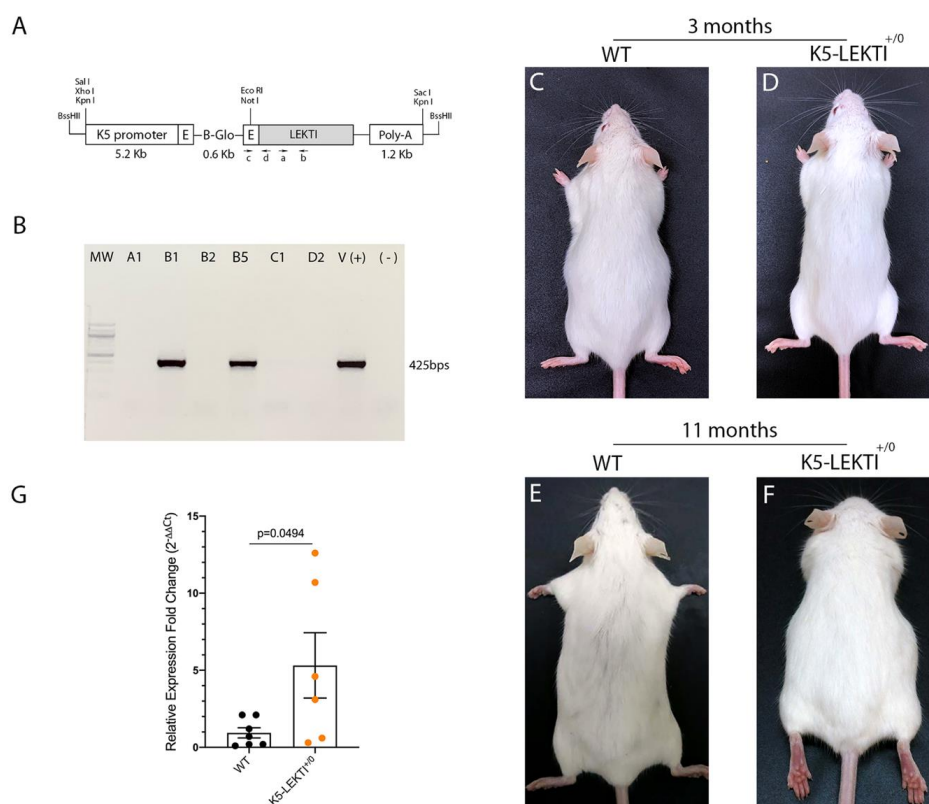 A
Sal I
Xho I
Kpn I
BssHII
Eco RI
Not I
Sac I
Kpn I
BssHII
K5 promoter E B-Glo E LEKTI Poly-A
5.2 Kb 0.6 Kb 1.2 Kb
c d a b
B
MW A1 B1 B2 B5 C1 D2 V (+) (-)
425bps
3 months
WT K5-LEKTI+/0
C D
11 months
WT K5-LEKTI+/0
E F
G
Relative Expression Fold Change (2-ΔΔCt)
p=0.0494
15
10
5
0
WT K5-LEKTI+/0